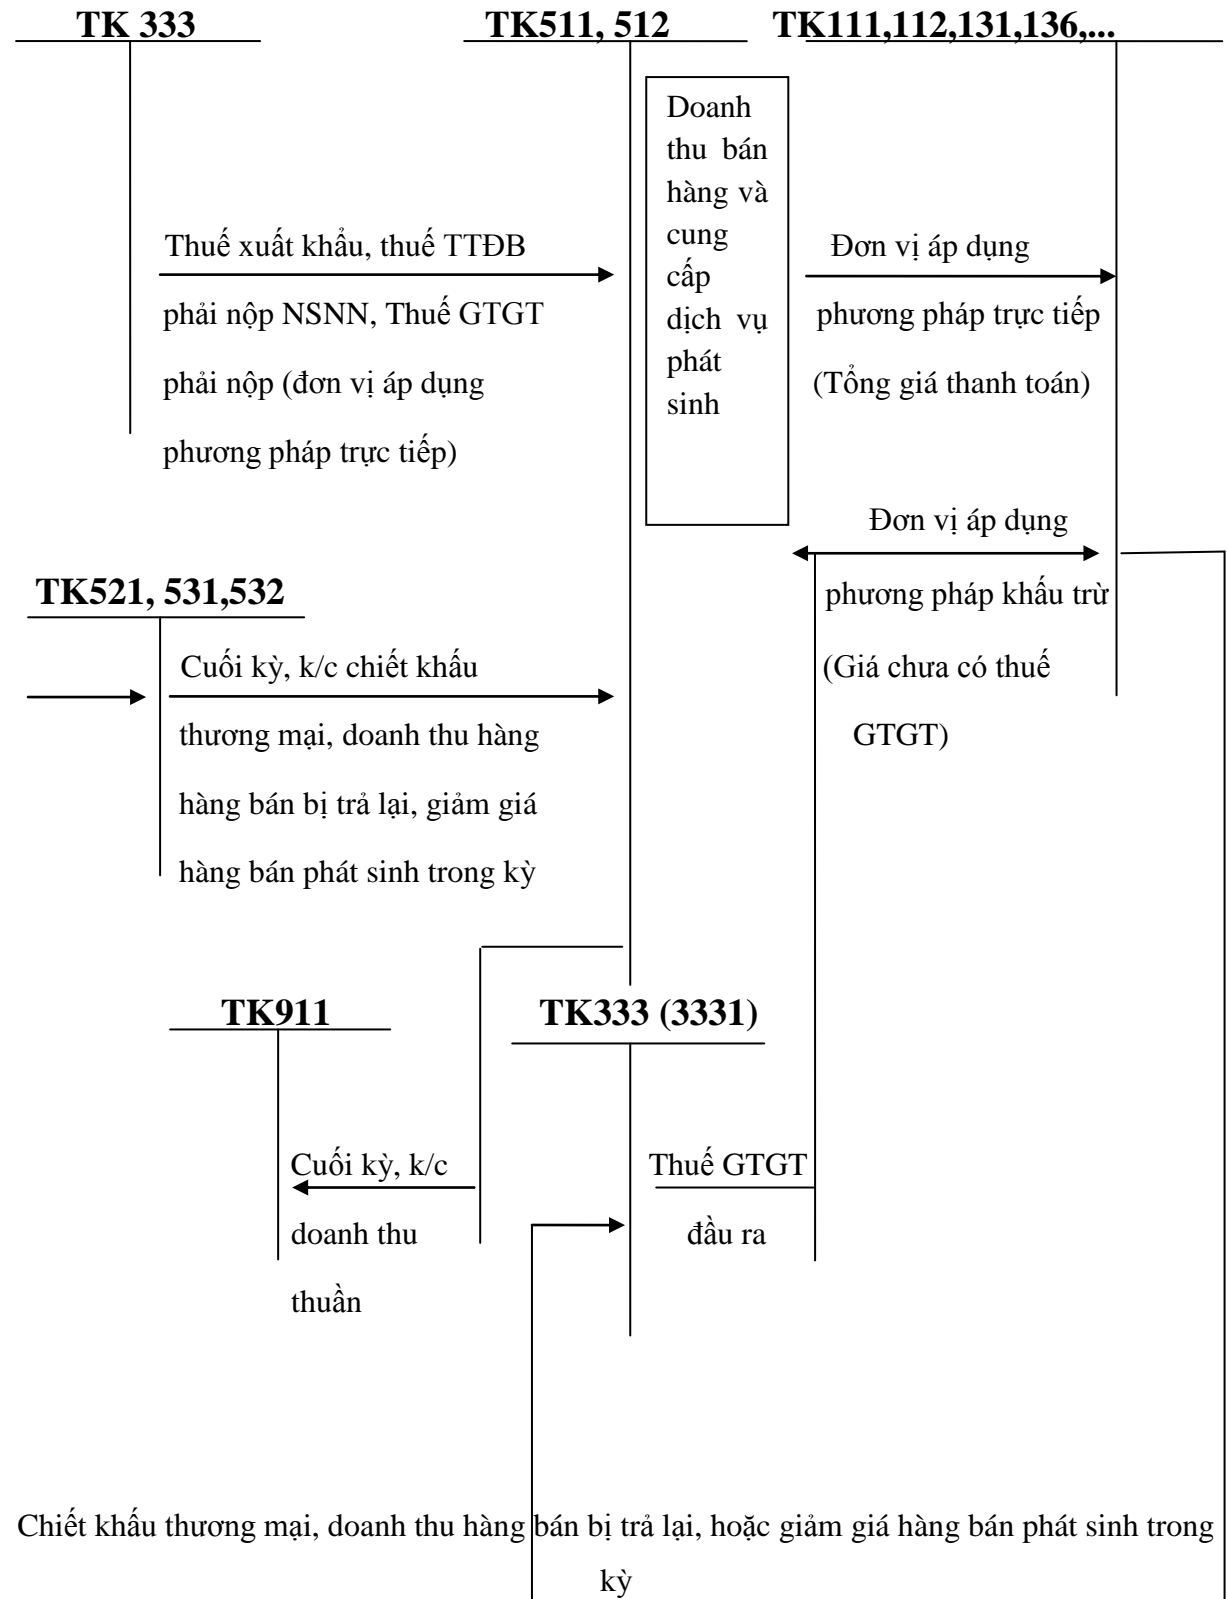 TK 333
TK511, 512
TK111,112,131,136,...
Doanh
thu bán
hàng và
cung
cấp
dịch vụ
phát
sinh
Thuế xuất khẩu, thuế TTĐB
phải nộp NSNN, Thuế GTGT
phải nộp (đơn vị áp dụng
phương pháp trực tiếp)
Đơn vị áp dụng
phương pháp trực tiếp
(Tổng giá thanh toán)
Đơn vị áp dụng
phương pháp khấu trừ
(Giá chưa có thuế
GTGT)
TK521, 531,532
Cuối kỳ, k/c chiết khấu
thương mại, doanh thu hàng
hàng bán bị trả lại, giảm giá
hàng bán phát sinh trong kỳ
TK911
TK333 (3331)
Cuối kỳ, k/c
doanh thu
thuần
Thuế GTGT
đầu ra
Chiết khấu thương mại, doanh thu hàng bán bị trả lại, hoặc giảm giá hàng bán phát sinh trong
kỳ